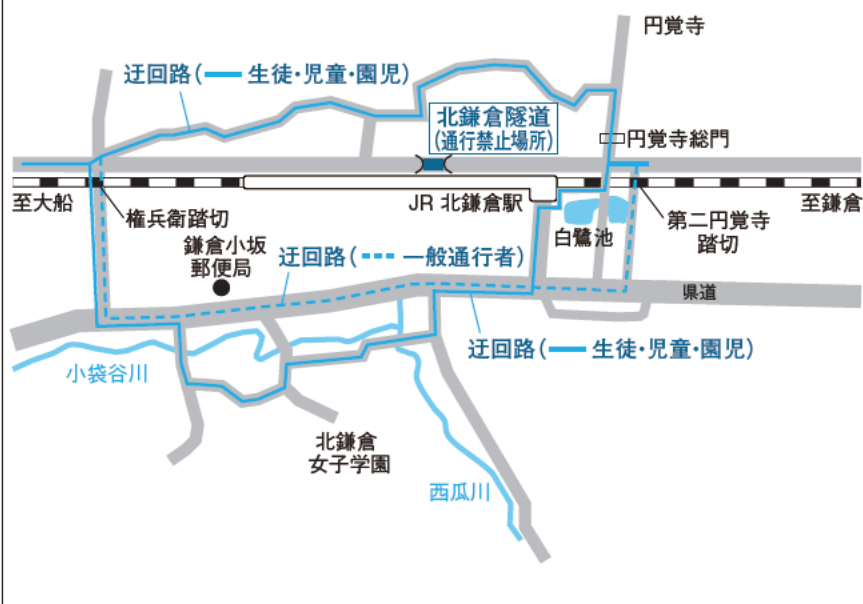 円覚寺
迂回路(━ 生徒・児童・園児)
北鎌倉隧道
(通行禁止場所)
円覚寺総門
至大船
JR 北鎌倉駅
至鎌倉
権兵衛踏切
白鷺池
第二円覚寺
踏切
鎌倉小坂
郵便局
迂回路(--- 一般通行者)
県道
迂回路(━ 生徒・児童・園児)
小袋谷川
北鎌倉
女子学園
西瓜川